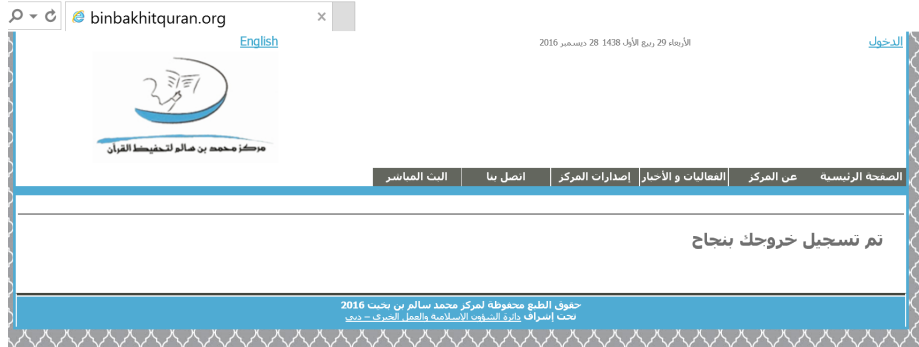 binbakhitquran.org
الدخول
الأربعاء 29 ربيع الأول 1438 28 ديسمبر 2016
English
مركز محمد بن سالم لتحفيظ القرآن
الصفحة الرئيسية
عن المركز
الفعاليات و الأخبار
إصدارات المركز
اتصل بنا
البث المباشر
تم تسجيل خروجك بنجاح
حقوق الطبع محفوظة لمركز محمد سالم بن بخيت 2016
تحت إشراف دائرة الشؤون الإسلامية والعمل الخيري – دبي